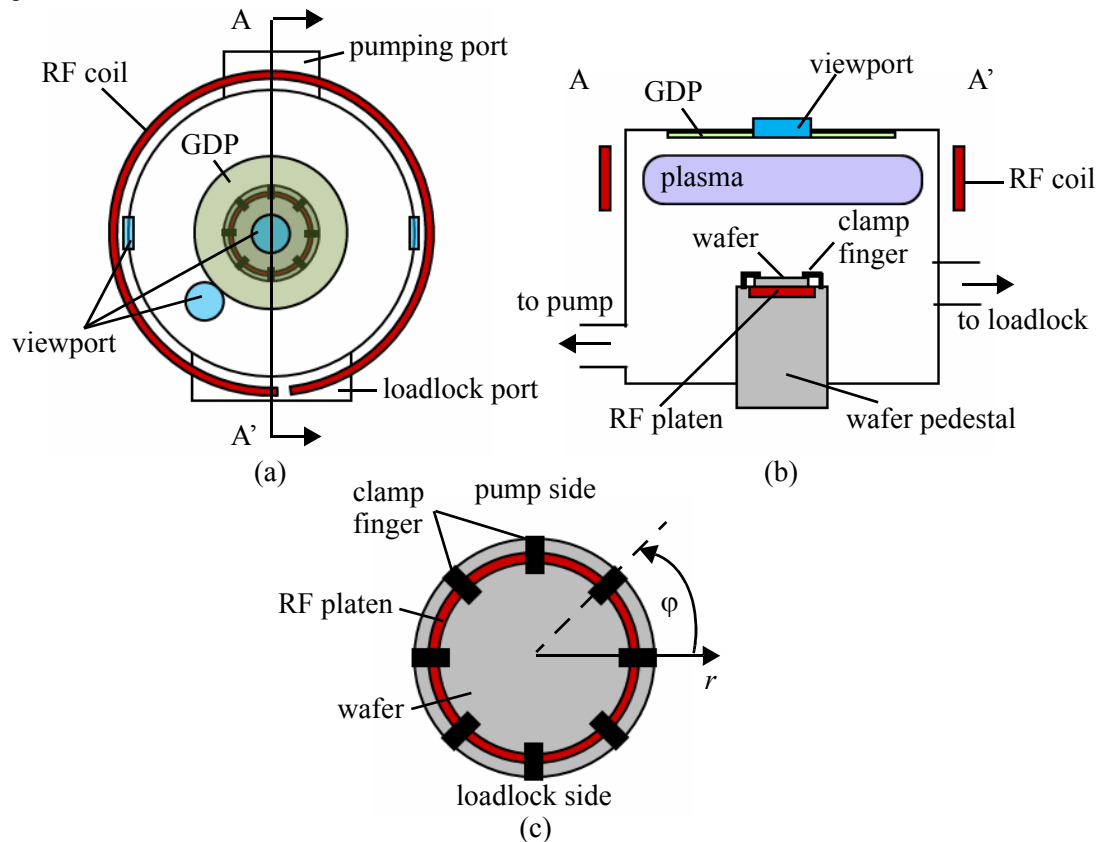 A
pumping port
RF coil
GDP
viewport
loadlock port
A’
(a)
A
viewport
A’
GDP
plasma
RF coil
wafer
clamp
finger
to pump
to loadlock
RF platen
wafer pedestal
(b)
clamp
finger
pump side
RF platen
φ
r
wafer
loadlock side
(c)